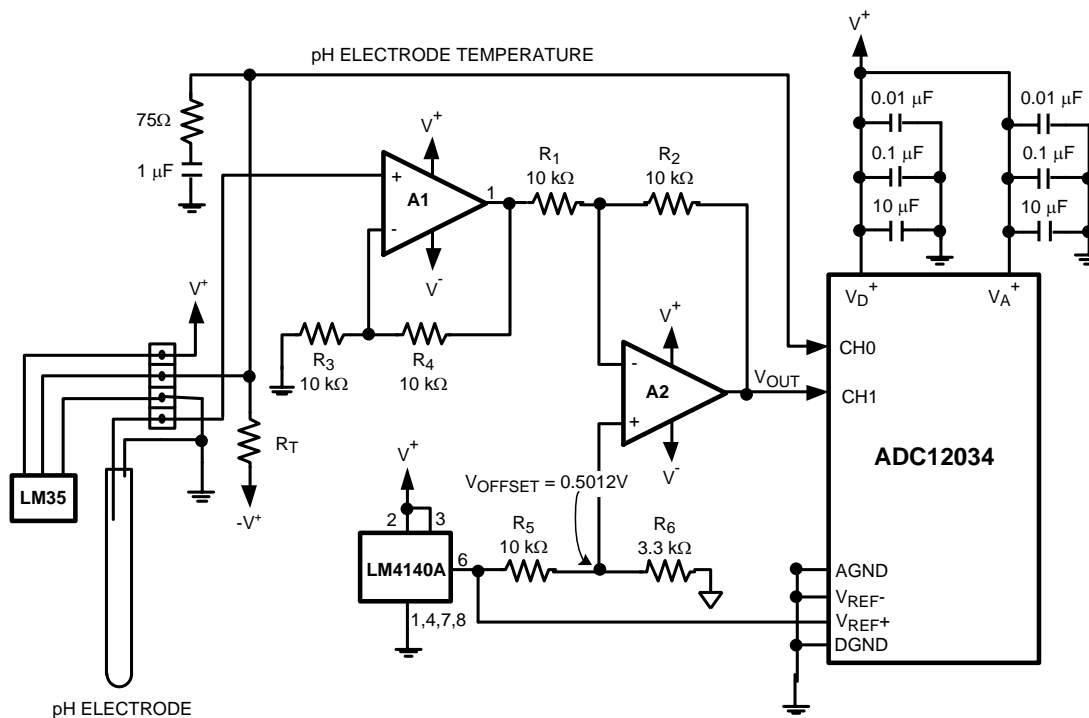 V+
pH ELECTRODE TEMPERATURE
0.01 µF
0.01 µF
75Ω
V+
0.1 µF
0.1 µF
1 µF
R1
10 kΩ
R2
10 kΩ
+
A1
1
-
10 µF
10 µF
V-
V+
VD+
VA+
V+
R3
10 kΩ
R4
10 kΩ
CH0
-
A2
+
VOUT
CH1
RT
V+
V-
ADC12034
LM35
-V+
VOFFSET = 0.5012V
2
3
R5
10 kΩ
R6
3.3 kΩ
LM4140A
6
AGND
VREF-
VREF+
DGND
1,4,7,8
pH ELECTRODE